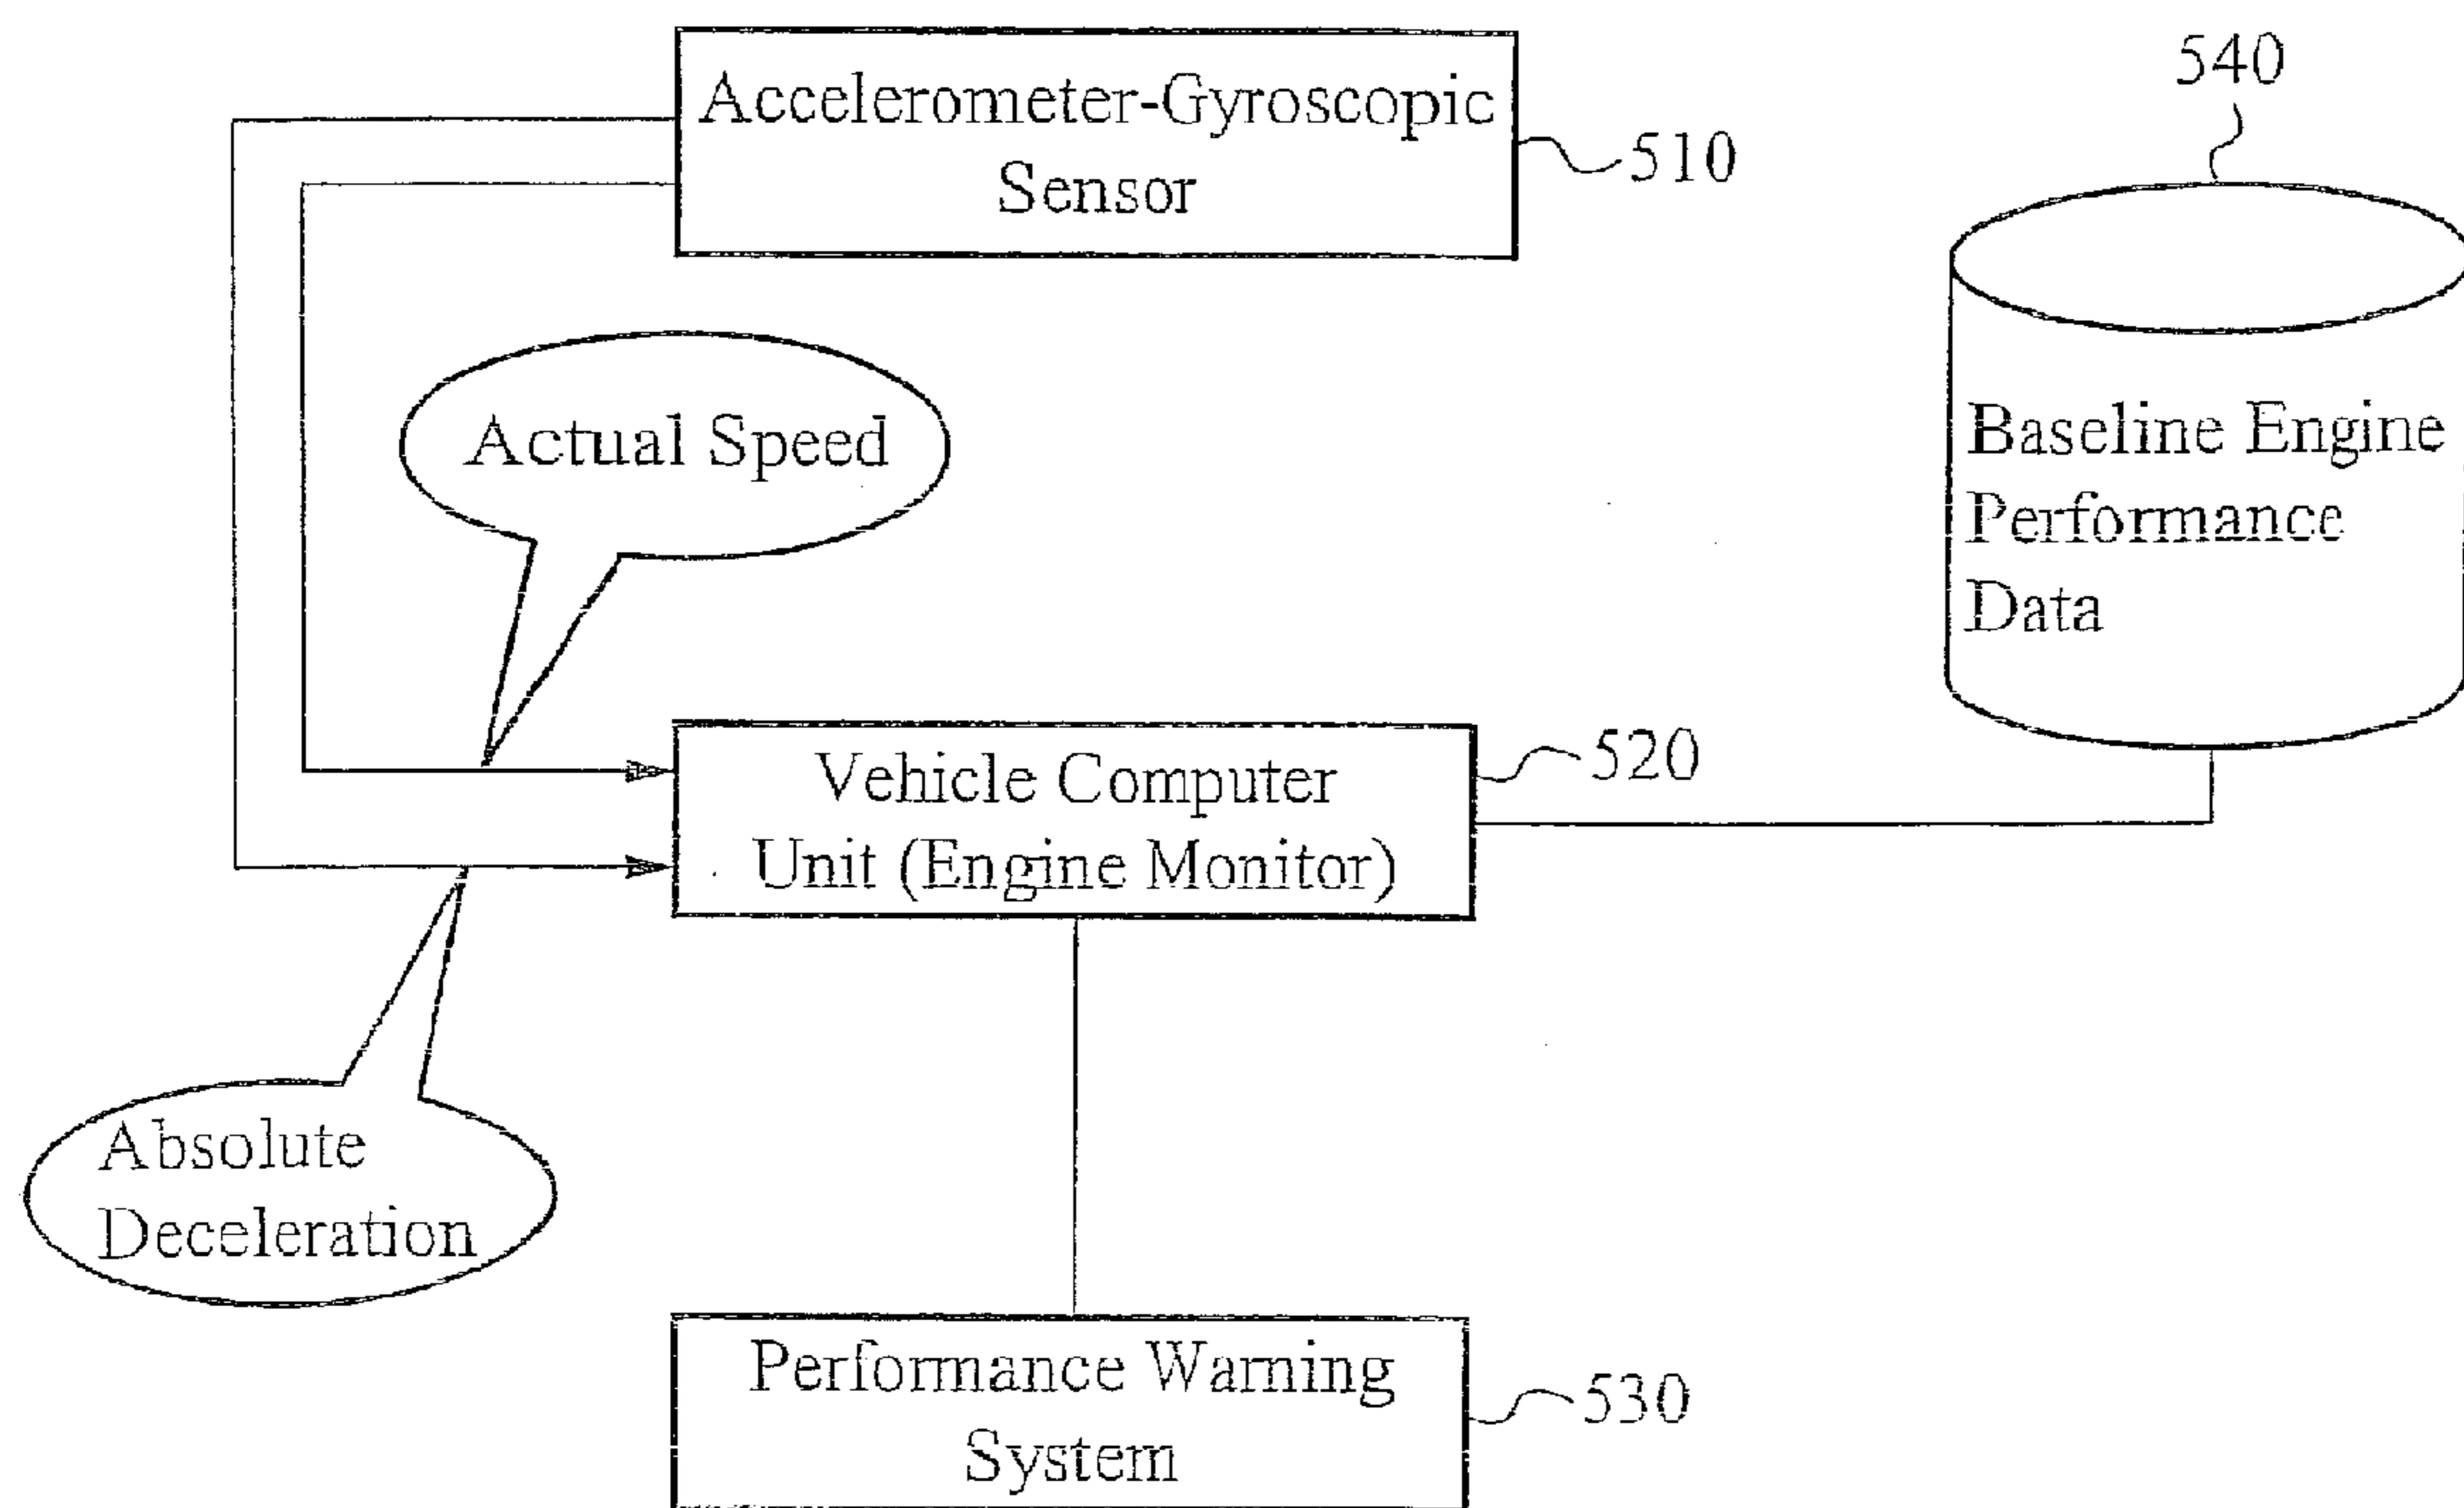 Accelerometer-Gyroscopic
Sensor
510
540
Actual Speed
Baseline Engine
Performance
Data
Vehicle Computer
Unit (Engine Monitor)
520
Absolute
Deceleration
Performance Warning
System
530